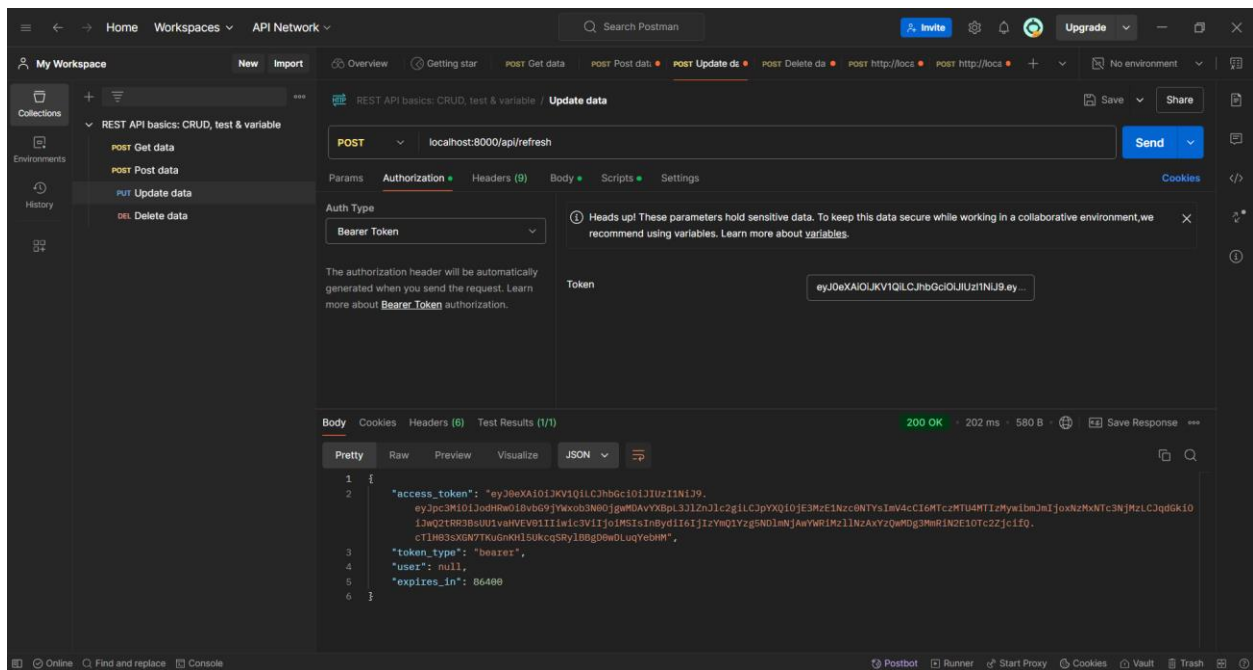 Home Workspaces API Network Search Postman Invite Upgrade
My Workspace New Import Overview Getting star POST Get data POST Post dat POST Update da POST Delete da POST http://loca POST http://loca No environment
Collections
Environments
History
REST API basics: CRUD, test & variable
POST Get data
POST Post data
PUT Update data
DEL Delete data
HTTP REST API basics: CRUD, test & variable / Update data Save Share
POST localhost:8000/api/refresh Send
Params Authorization Headers (9) Body Scripts Settings Cookies
Auth Type
Bearer Token
Heads up! These parameters hold sensitive data. To keep this data secure while working in a collaborative environment,we
recommend using variables. Learn more about variables.
The authorization header will be automatically
generated when you send the request. Learn
more about Bearer Token authorization.
Token eyJ0eXAiOiJKV1QiLCJhbGciOiJIUzI1NiJ9.ey...
Body Cookies Headers (6) Test Results (1/1) 200 OK 202 ms 580 B Save Response
Pretty Raw Preview Visualize JSON
1 {
2 "access_token": "eyJ0eXAiOiJKV1QiLCJhbGciOiJIUzI1NiJ9.
3 "token_type": "bearer",
4 "user": null,
5 "expires_in": 86400
6 }
Online Find and replace Console Postbot Runner Start Proxy Cookies Vault Trash